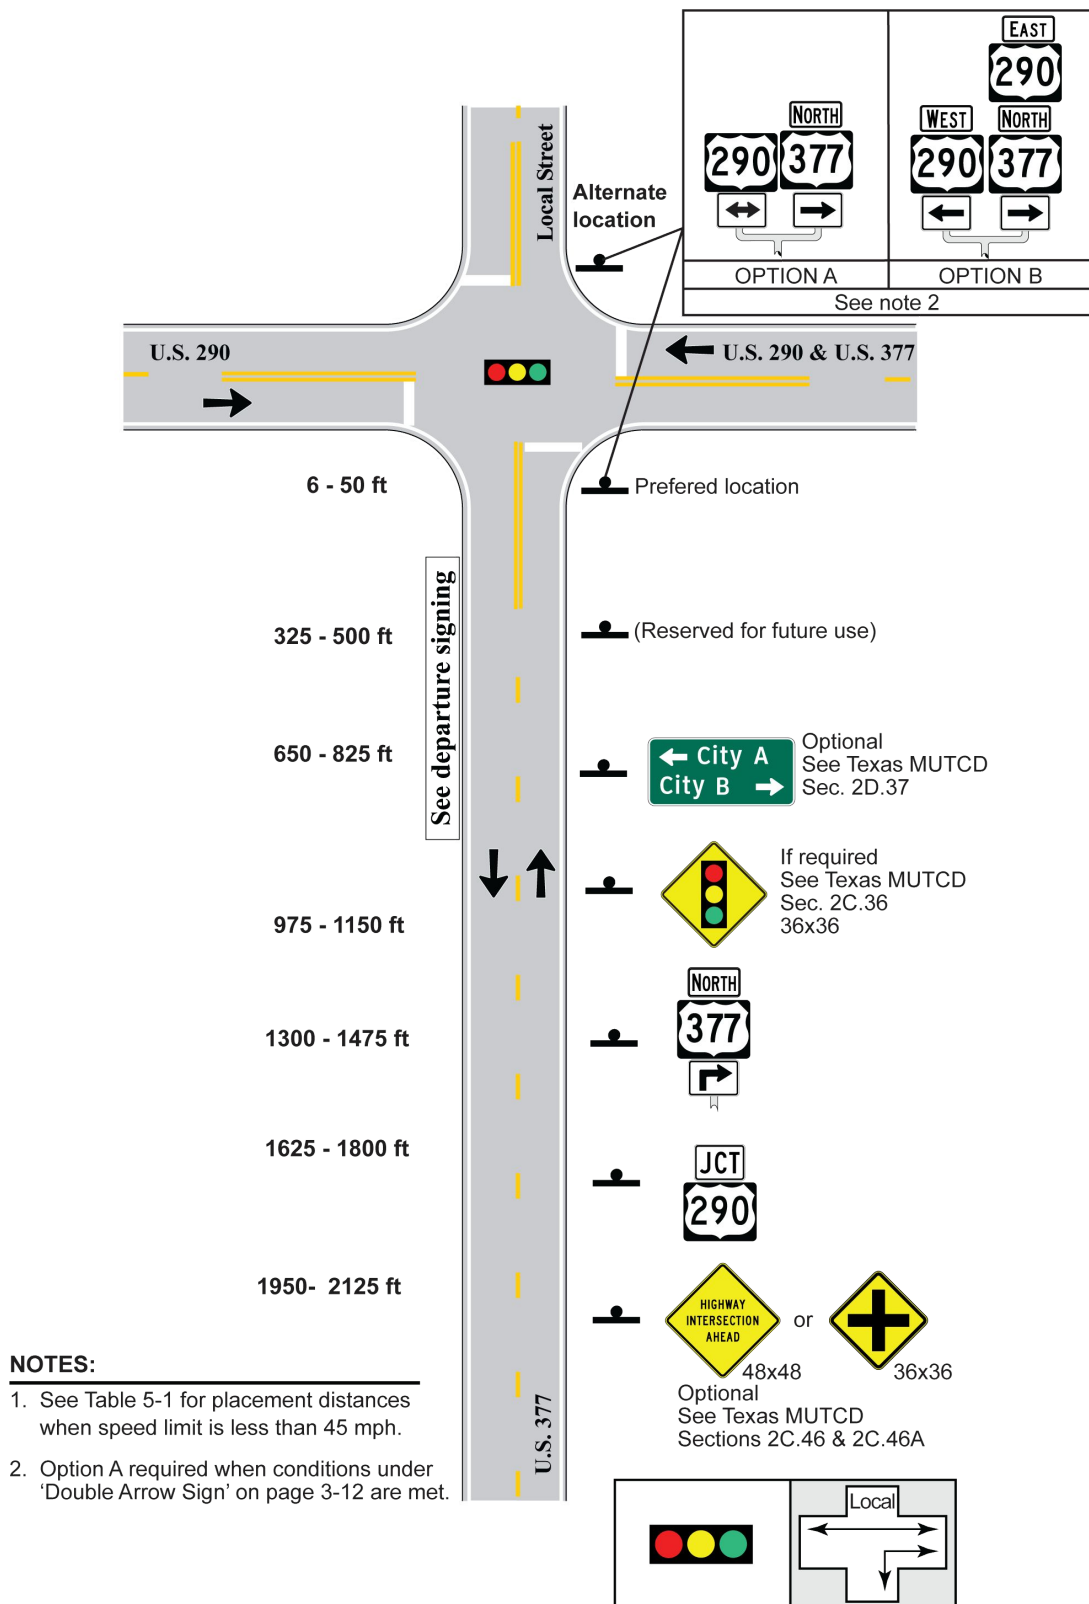 EAST
290
NORTH
290
377
WEST
NORTH
290
377
OPTION A
OPTION B
See note 2
Local Street
Alternate
location
U.S. 290
U.S. 290 & U.S. 377
6 - 50 ft
Prefered location
325 - 500 ft
(Reserved for future use)
See departure signing
650 - 825 ft
City A
City B
Optional
See Texas MUTCD
Sec. 2D.37
If required
See Texas MUTCD
Sec. 2C.36
36x36
975 - 1150 ft
NORTH
377
1300 - 1475 ft
1625 - 1800 ft
JCT
290
1950- 2125 ft
HIGHWAY
INTERSECTION
AHEAD
or
48x48
36x36
Optional
See Texas MUTCD
Sections 2C.46 & 2C.46A
U.S. 377
NOTES:
1. See Table 5-1 for placement distances
when speed limit is less than 45 mph.
2. Option A required when conditions under
‘Double Arrow Sign’ on page 3-12 are met.
Local